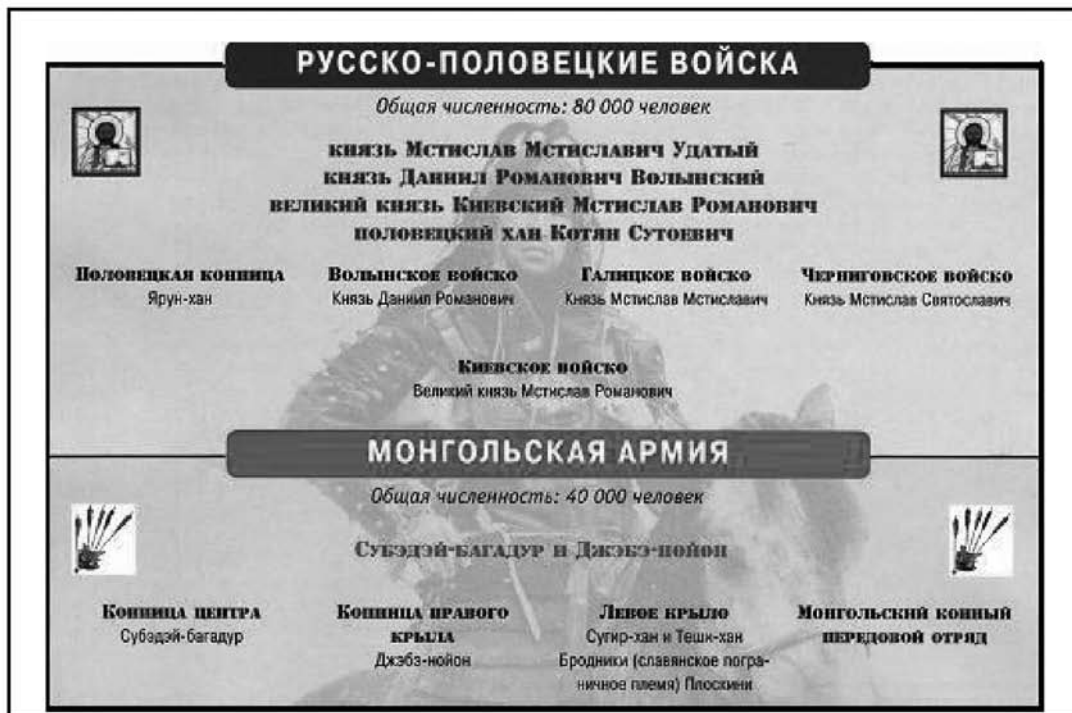 РУССКО-ПОЛОВЕЦКИЕ ВОЙСКА
Общая численность: 80 000 человек
князь Мстислав Мстиславич Удатый
князь Даниил Романович Волынский
великий князь Киевский Мстислав Романович
половецкий хан Котян Сутоевич
Половецкая конница
Ярун-хан
Волынское войско
Князь Даниил Романович
Галицкое войско
Князь Мстислав Мстиславич
Черниговское войско
Князь Мстислав Святославич
Киевское войско
Великий князь Мстислав Романович
МОНГОЛЬСКАЯ АРМИЯ
Общая численность: 40 000 человек
Субэдэй-багадур и Джэбэ-нойон
Конница центра
Субэдэй-багадур
Конница правого
крыла
Джэбэ-нойон
Левое крыло
Сугир-хан и Теши-хан
Бродники (славянское погра-
ничное племя) Плоскини
Монгольский конный
передовой отряд